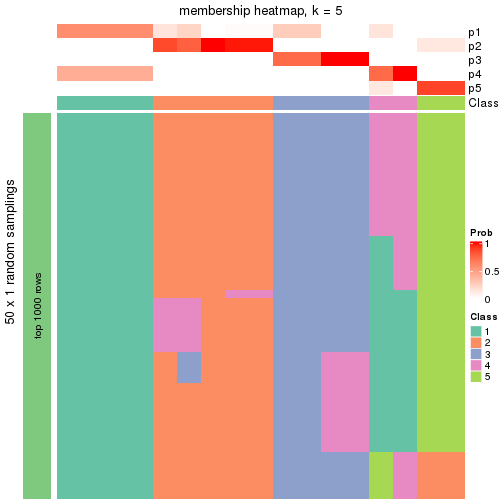 membership heatmap, k = 5
p1
p2
p3
p4
p5
Class
50 x 1 random samplings
top 1000 rows
Prob
1
0.5
0
Class
1
2
3
4
5